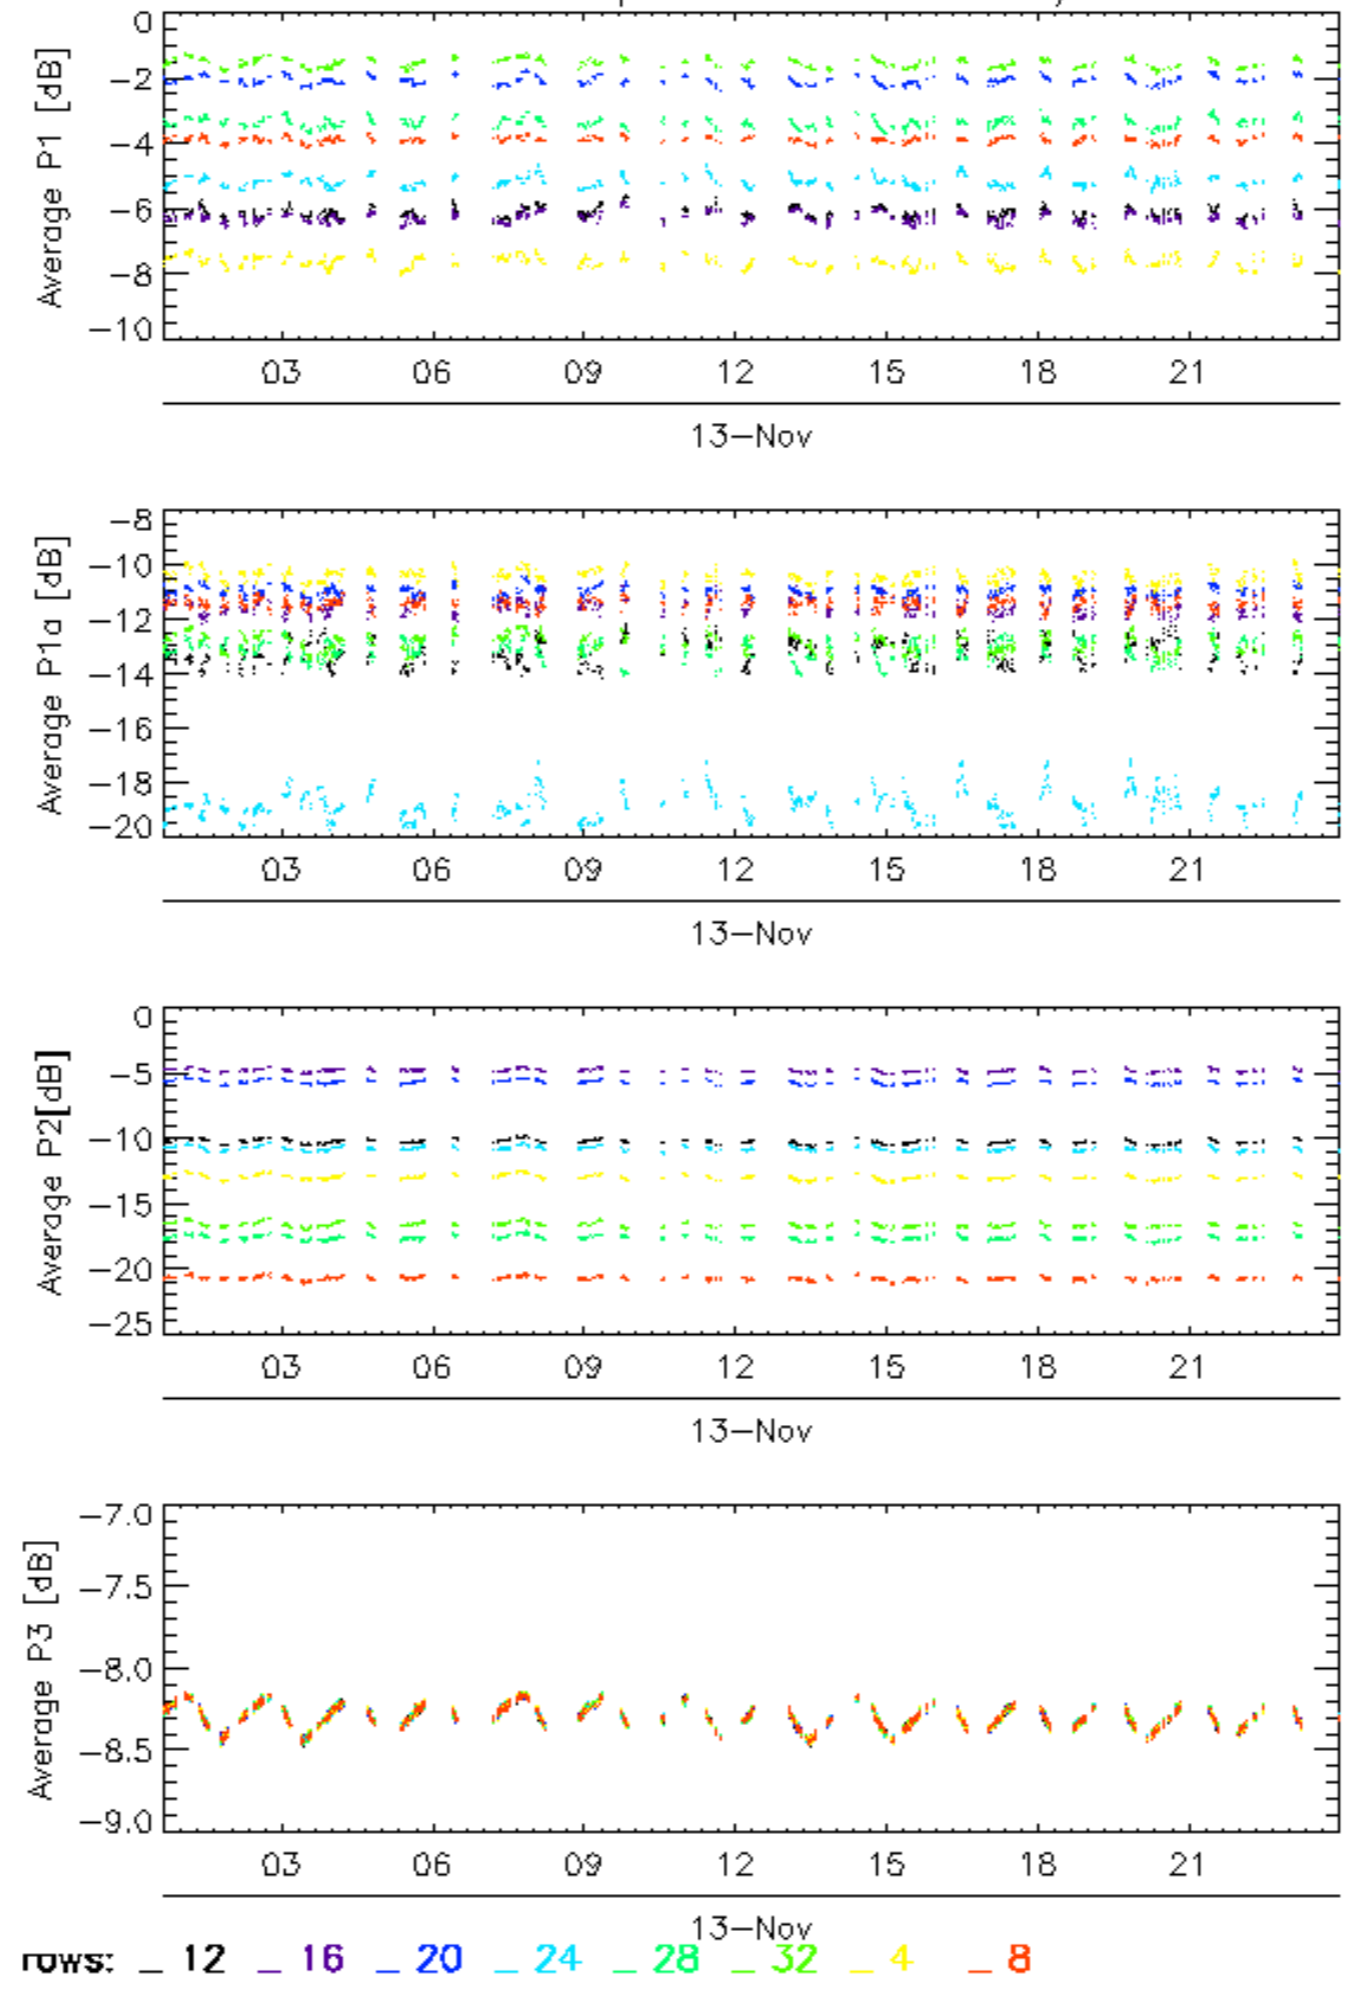 0
−2
−4
−6
−8
−10
Average P1 [dB]
03 06 09 12 15 18 21
13−Nov
−8
−10
−12
−14
−16
−18
−20
Average P1a [dB]
03 06 09 12 15 18 21
13−Nov
0
−5
−10
−15
−20
−25
Average P2[dB]
03 06 09 12 15 18 21
13−Nov
−7.0
−7.5
−8.0
−8.5
−9.0
Average P3 [dB]
03 06 09 12 15 18 21
13−Nov
rows: _ 12 _ 16 _ 20 _ 24 _ 28 _ 32 _ 4 _ 8